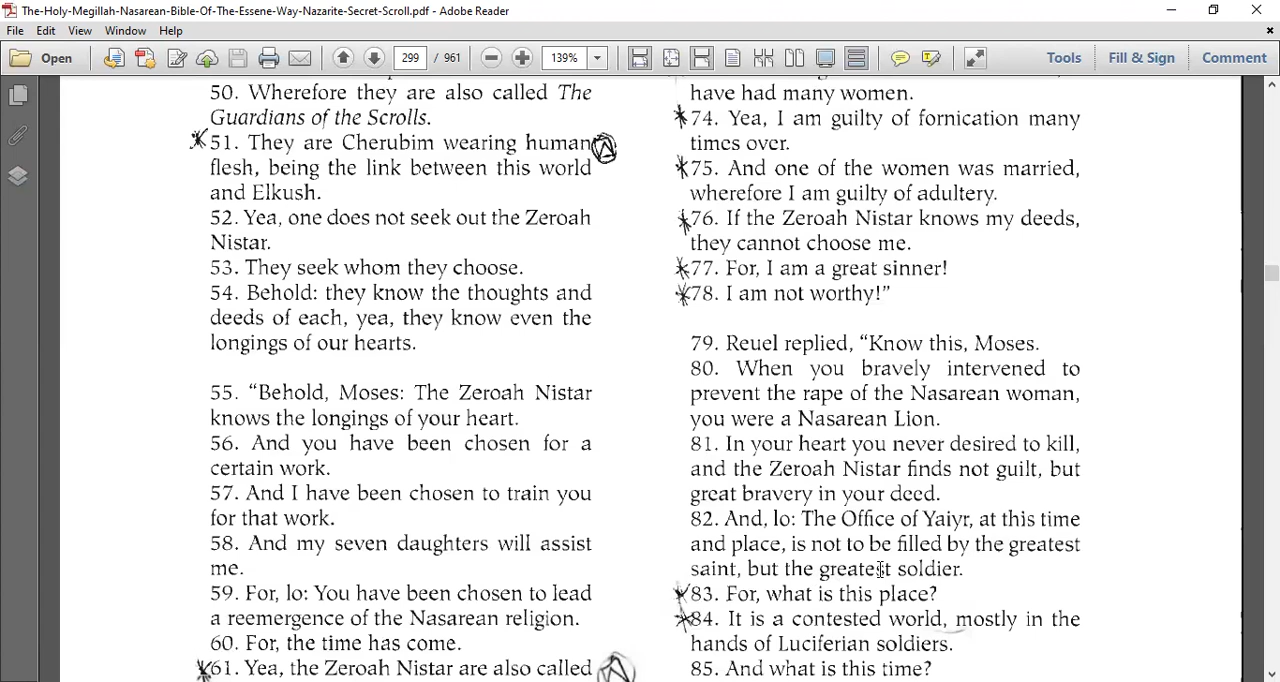 The-Holy-Megillah-Nasarean-Bible-Of-The-Essene-Way-Nazarite-Secret-Scroll.pdf - Adobe Reader
File Edit View Window Help
Open 299 / 961 139% Tools Fill & Sign Comment
50. Wherefore they are also called The
Guardians of the Scrolls.
51. They are Cherubim wearing human
flesh, being the link between this world
and Elkush.
52. Yea, one does not seek out the Zeroah
Nistar.
53. They seek whom they choose.
54. Behold: they know the thoughts and
deeds of each, yea, they know even the
longings of our hearts.
55. “Behold, Moses: The Zeroah Nistar
knows the longings of your heart.
56. And you have been chosen for a
certain work.
57. And I have been chosen to train you
for that work.
58. And my seven daughters will assist
me.
59. For, lo: You have been chosen to lead
a reemergence of the Nasarean religion.
60. For, the time has come.
61. Yea, the Zeroah Nistar are also called
have had many women.
74. Yea, I am guilty of fornication many
times over.
75. And one of the women was married,
wherefore I am guilty of adultery.
76. If the Zeroah Nistar knows my deeds,
they cannot choose me.
77. For, I am a great sinner!
78. I am not worthy!”
79. Reuel replied, “Know this, Moses.
80. When you bravely intervened to
prevent the rape of the Nasarean woman,
you were a Nasarean Lion.
81. In your heart you never desired to kill,
and the Zeroah Nistar finds not guilt, but
great bravery in your deed.
82. And, lo: The Office of Yaiyr, at this time
and place, is not to be filled by the greatest
saint, but the greatest soldier.
83. For, what is this place?
84. It is a contested world, mostly in the
hands of Luciferian soldiers.
85. And what is this time?